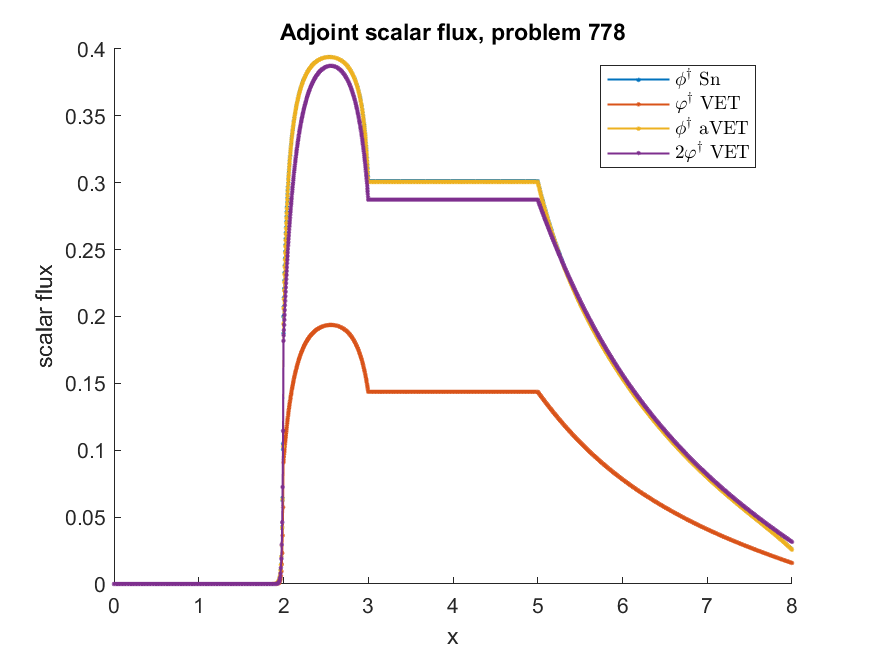 Adjoint scalar flux, problem 778
ϕ† Sn
φ† VET
ϕ† aVET
2φ† VET
scalar flux
0.4
0.35
0.3
0.25
0.2
0.15
0.1
0.05
0
0 1 2 3 4 5 6 7 8
x